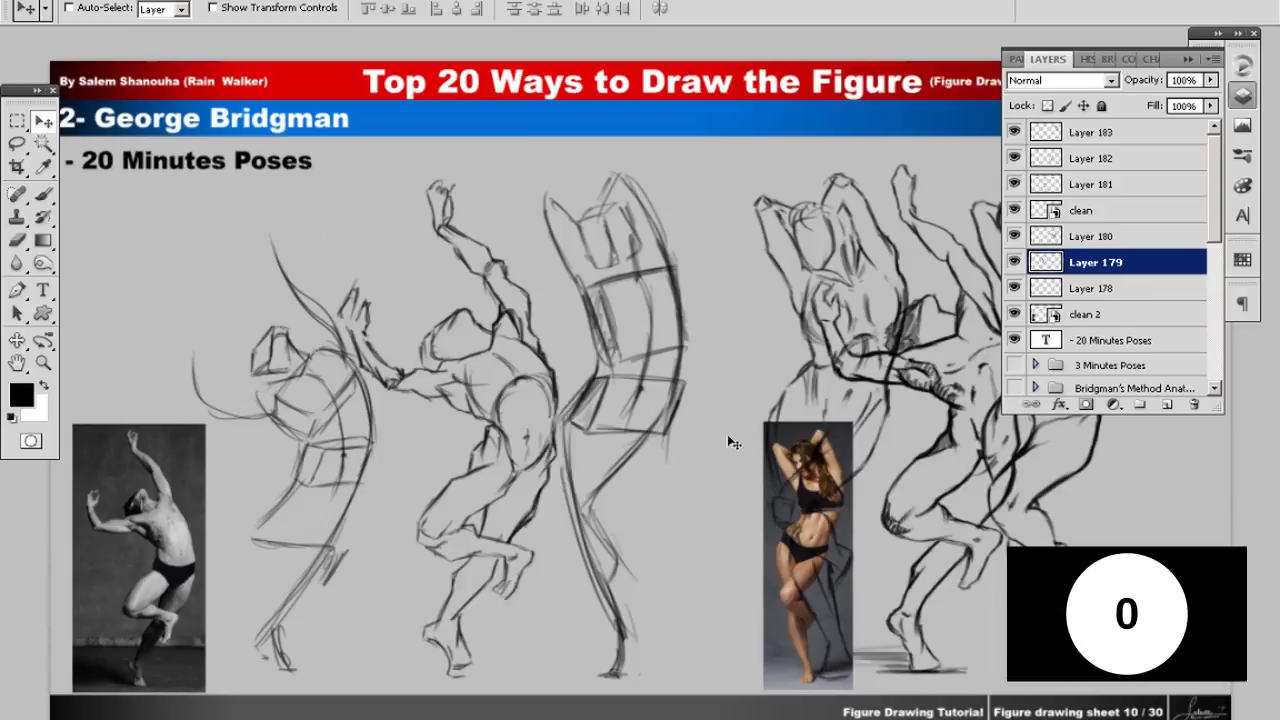 Auto-Select: Layer Show Transform Controls
By Salem Shanouha (Rain Walker) Top 20 Ways to Draw the Figure (Figure Draw
2- George Bridgman
- 20 Minutes Poses
LAYERS
Normal Opacity: 100%
Lock: Fill: 100%
Layer 183
Layer 182
Layer 181
clean
Layer 180
Layer 179
Layer 178
clean 2
T - 20 Minutes Poses
3 Minutes Poses
Bridgman's Method Anat...
0
Figure Drawing Tutorial Figure drawing sheet 10 / 30